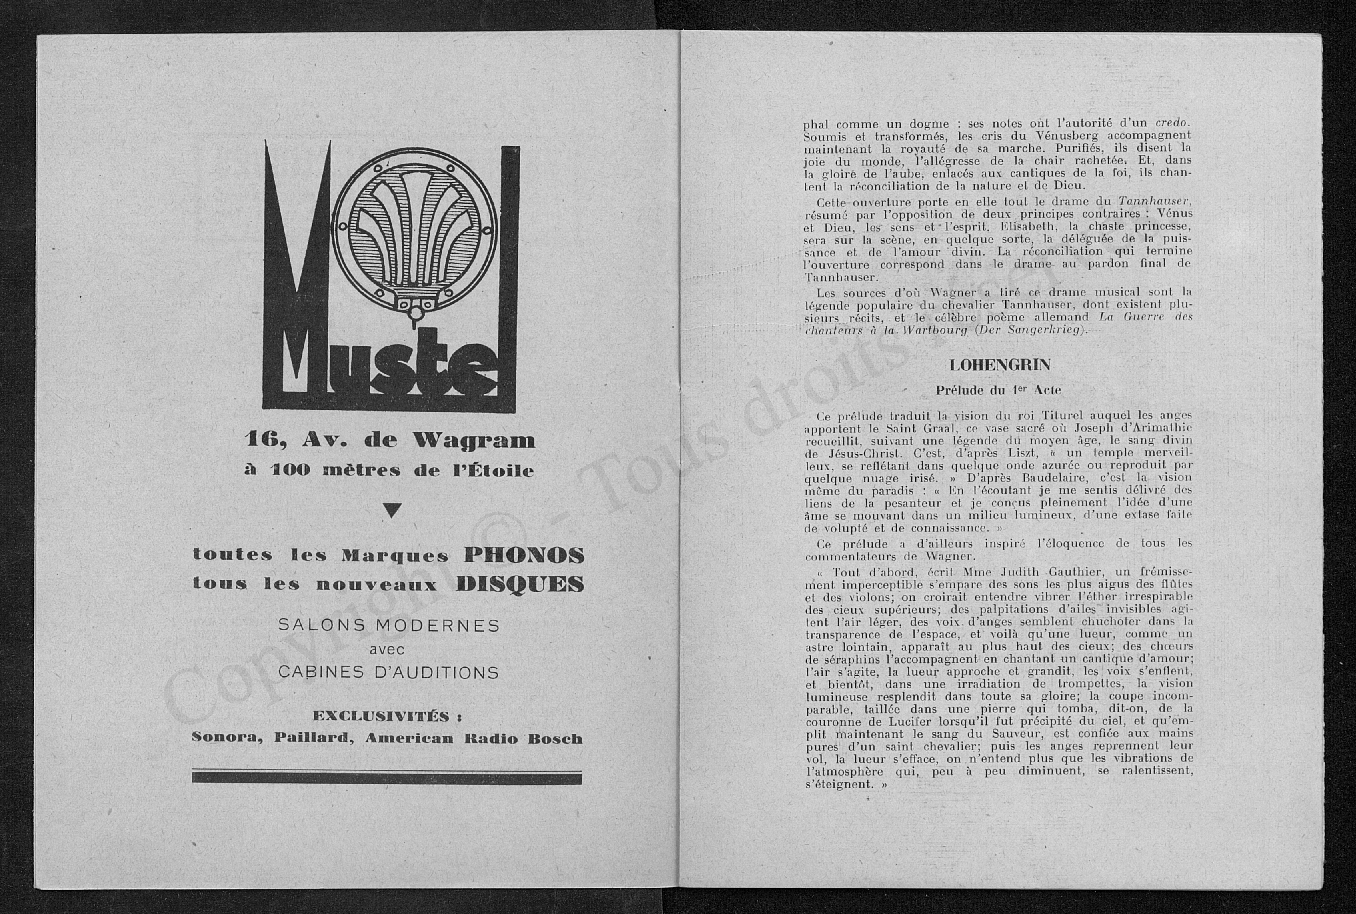 Mustel
16, Av. de Wagram
à 100 mètres de l'Étoile
toutes les Marques PHONOS
tous les nouveaux DISQUES
SALONS MODERNES
avec
CABINES D'AUDITIONS
EXCLUSIVITÉS :
Sonora, Paillard, American Radio Bosch
phal comme un dogme : ses notes ont l'autorité d'un credo.
Soumis et transformés, les cris du Vénusberg accompagnent
maintenant la royauté de sa marche. Purifiés, ils disent la
joie du monde, l'allégresse de la chair rachetée. Et, dans
la gloire de l'aube, enlacés aux cantiques de la foi, ils chan-
tent la réconciliation de la nature et de Dieu.
Cette ouverture porte en elle tout le drame du Tannhauser,
résumé par l'opposition de deux principes contraires : Vénus
et Dieu, les sens et l'esprit. Elisabeth, la chaste princesse,
sera sur la scène, en quelque sorte, la déléguée de la puis-
sance et de l'amour divin. La réconciliation qui termine
l'ouverture correspond dans le drame au pardon final de
Tannhauser.
Les sources d'où Wagner a tiré ce drame musical sont la
légende populaire du chevalier Tannhauser, dont existent plu-
sieurs récits, et le célèbre poème allemand La Guerre des
chanteurs à la Wartbourg (Der Sangerkrieg).
LOHENGRIN
Prélude du 1er Acte
Ce prélude traduit la vision du roi Titurel auquel les anges
apportent le Saint Graal, ce vase sacré où Joseph d'Arimathie
recueillit, suivant une légende du moyen âge, le sang divin
de Jésus-Christ. C'est, d'après Liszt, « un temple merveil-
leux, se reflétant dans quelque onde azurée ou reproduit par
quelque nuage irisé. » D'après Baudelaire, c'est la vision
même du paradis : « En l'écoutant je me sentis délivré des
liens de la pesanteur et je conçus pleinement l'idée d'une
âme se mouvant dans un milieu lumineux, d'une extase faite
de volupté et de connaissance. »
Ce prélude a d'ailleurs inspiré l'éloquence de tous les
commentateurs de Wagner.
« Tout d'abord, écrit Mme Judith Gauthier, un frémisse-
ment imperceptible s'empare des sons les plus aigus des flûtes
et des violons; on croirait entendre vibrer l'éther irrespirable
des cieux supérieurs; des palpitations d'ailes invisibles agi-
tent l'air léger, des voix d'anges semblent chuchoter dans la
transparence de l'espace, et voilà qu'une lueur, comme un
astre lointain, apparaît au plus haut des cieux; des chœurs
de séraphins l'accompagnent en chantant un cantique d'amour;
l'air s'agite, la lueur approche et grandit, les voix s'enflent,
et bientôt, dans une irradiation de trompettes, la vision
lumineuse resplendit dans toute sa gloire; la coupe incom-
parable, taillée dans une pierre qui tomba, dit-on, de la
couronne de Lucifer lorsqu'il fut précipité du ciel, et qu'em-
plit maintenant le sang du Sauveur, est confiée aux mains
pures d'un saint chevalier; puis les anges reprennent leur
vol, la lueur s'efface, on n'entend plus que les vibrations de
l'atmosphère qui, peu à peu diminuent, se ralentissent,
s'éteignent. »
Copyright © - Tous droits